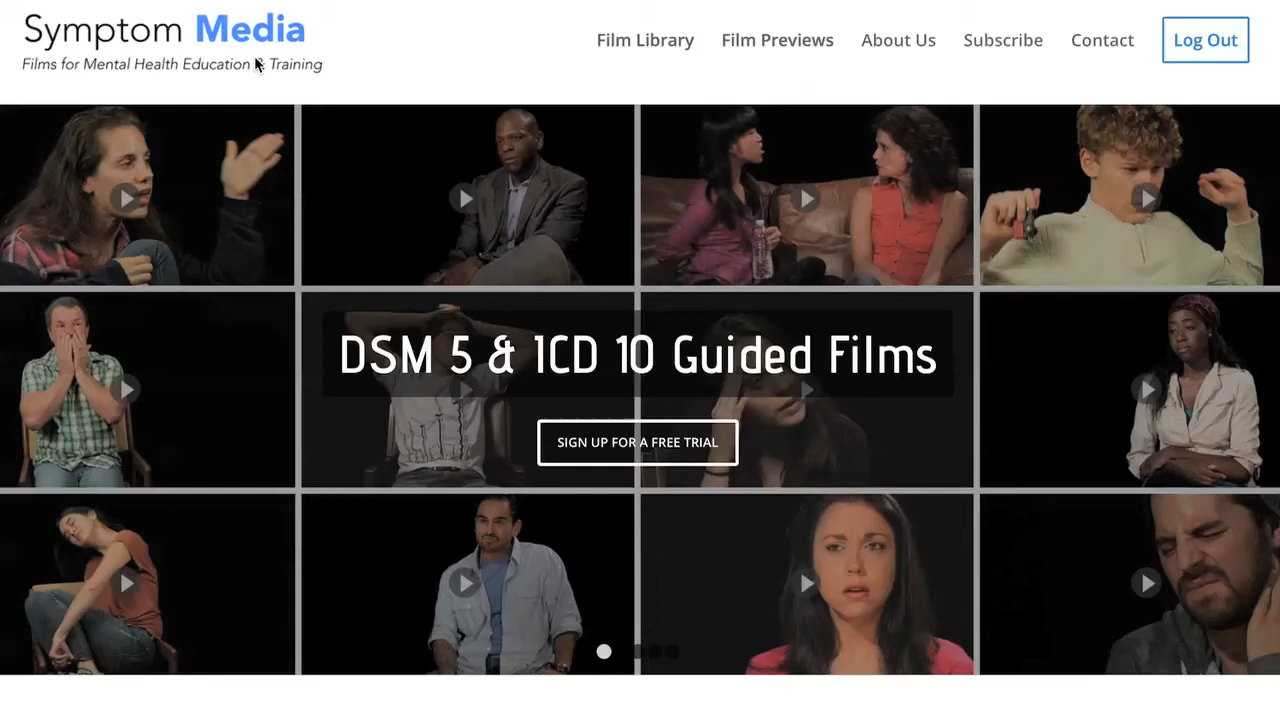 Symptom Media
Films for Mental Health Education & Training
Film Library Film Previews About Us Subscribe Contact Log Out
DSM 5 & ICD 10 Guided Films
SIGN UP FOR A FREE TRIAL